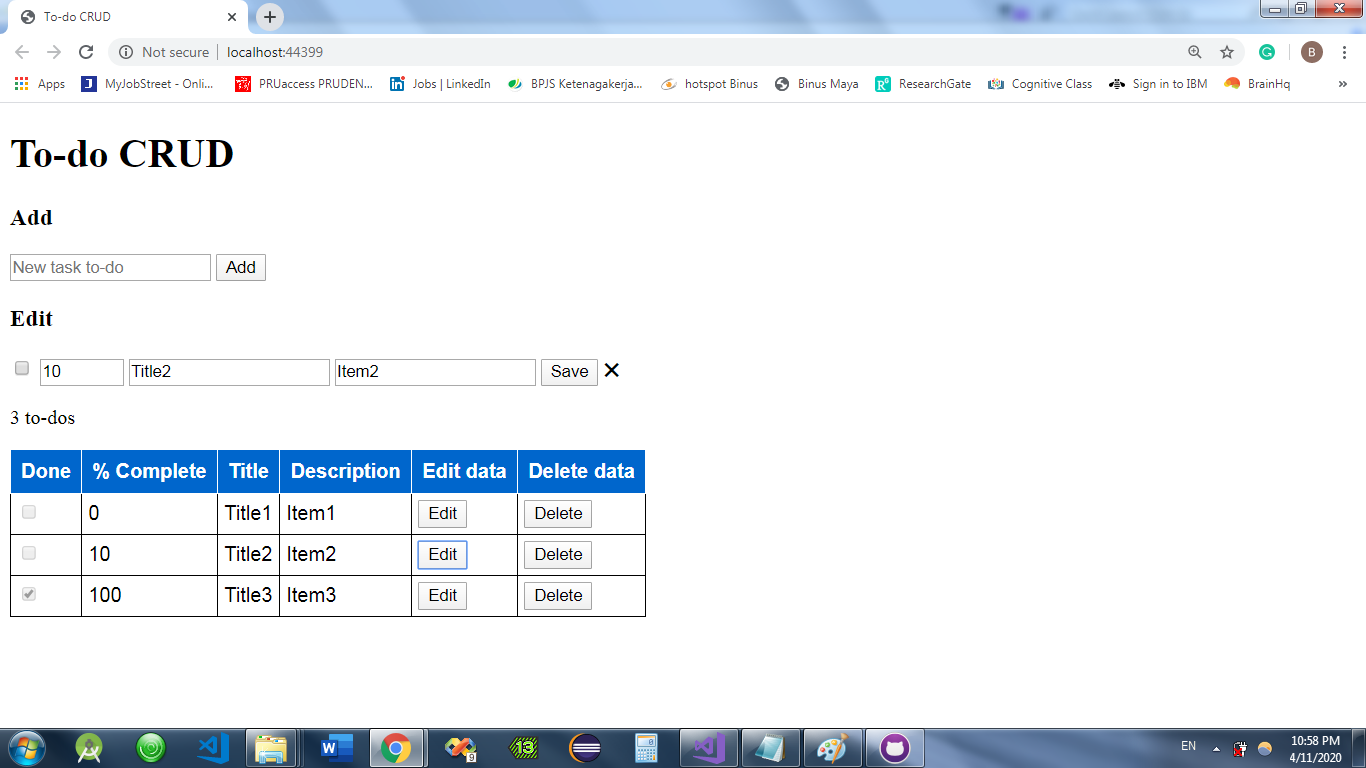 To-do CRUD
Not secure localhost:44399 B
Apps MyJobStreet - Onli... PRUaccess PRUDEN... Jobs | LinkedIn BPJS Ketenagakerja... hotspot Binus Binus Maya ResearchGate Cognitive Class Sign in to IBM BrainHq »
To-do CRUD
Add
New task to-do Add
Edit
10 Title2 Item2 Save ✕
3 to-dos
Done % Complete Title Description Edit data Delete data
0 Title1 Item1 Edit Delete
10 Title2 Item2 Edit Delete
100 Title3 Item3 Edit Delete
EN 10:58 PM
4/11/2020